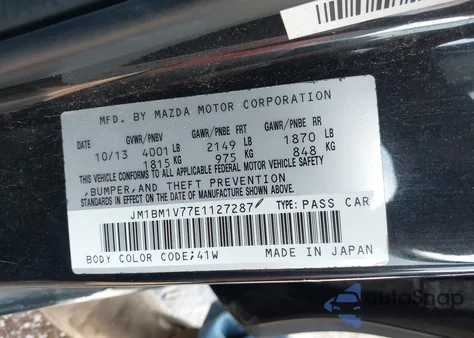 MFD. BY MAZDA MOTOR CORPORATION
GVWR/PNBV GAWR/PNBE FRT GAWR/PNBE RR
10/13 4001 LB 2149 LB 1870 LB
1815 KG 975 KG 848 KG
THIS VEHICLE CONFORMS TO ALL APPLICABLE FEDERAL MOTOR VEHICLE SAFETY
,BUMPER,AND THEFT PREVENTION
STANDARDS IN EFFECT ON THE DATE OF MANUFACTURE SHOWN ABOVE.
JM1BM1V77E1127287 TYPE: PASS CAR
BODY COLOR CODE;41W MADE IN JAPAN
autoSnap